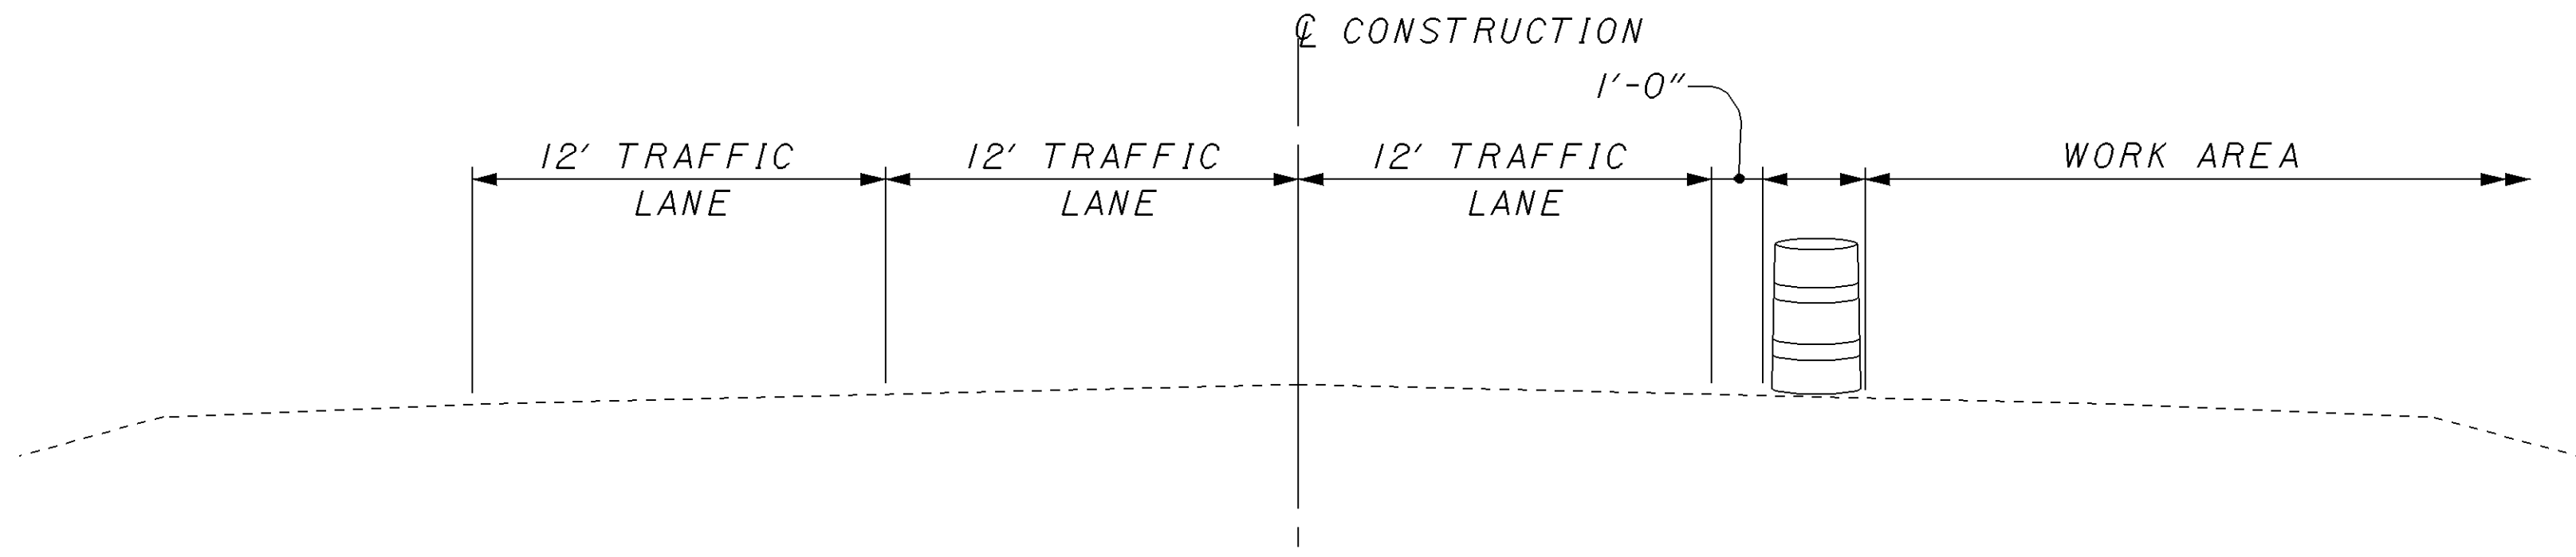 ℄ CONSTRUCTION
1'-0"
12' TRAFFIC
LANE
12' TRAFFIC
LANE
12' TRAFFIC
LANE
WORK AREA